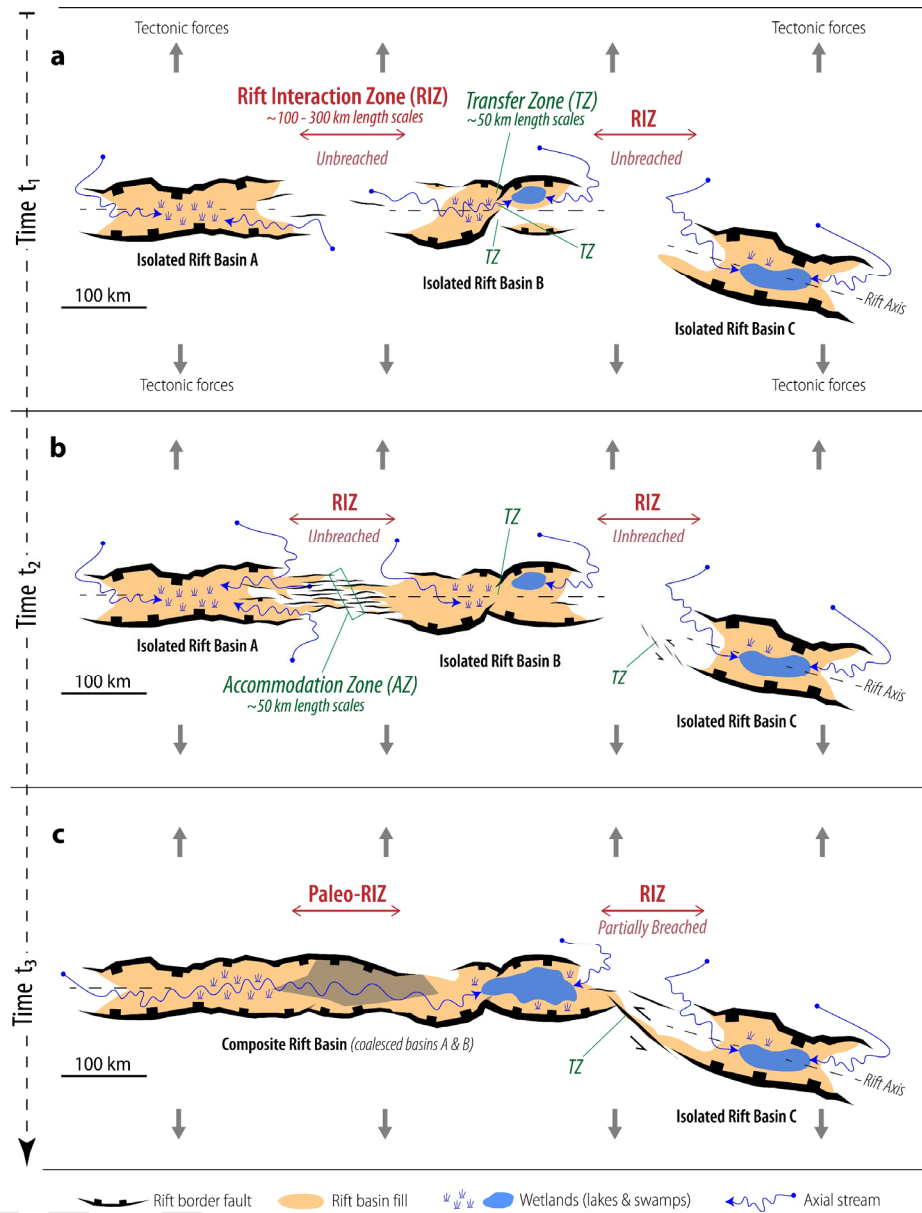 Tectonic forces
Tectonic forces
a
Rift Interaction Zone (RIZ)
~100 - 300 km length scales
Unbreached
Transfer Zone (TZ)
~50 km length scales
RIZ
Unbreached
Time t1
TZ
TZ
Isolated Rift Basin A
Isolated Rift Basin B
Rift Axis
100 km
Isolated Rift Basin C
Tectonic forces
Tectonic forces
b
RIZ
Unbreached
TZ
RIZ
Unbreached
Time t2
Isolated Rift Basin A
Isolated Rift Basin B
TZ
Accommodation Zone (AZ)
~50 km length scales
100 km
Rift Axis
Isolated Rift Basin C
c
Paleo-RIZ
RIZ
Partially Breached
Time t3
Composite Rift Basin (coalesced basins A & B)
TZ
100 km
Rift Axis
Isolated Rift Basin C
Rift border fault
Rift basin fill
Wetlands (lakes & swamps)
Axial stream